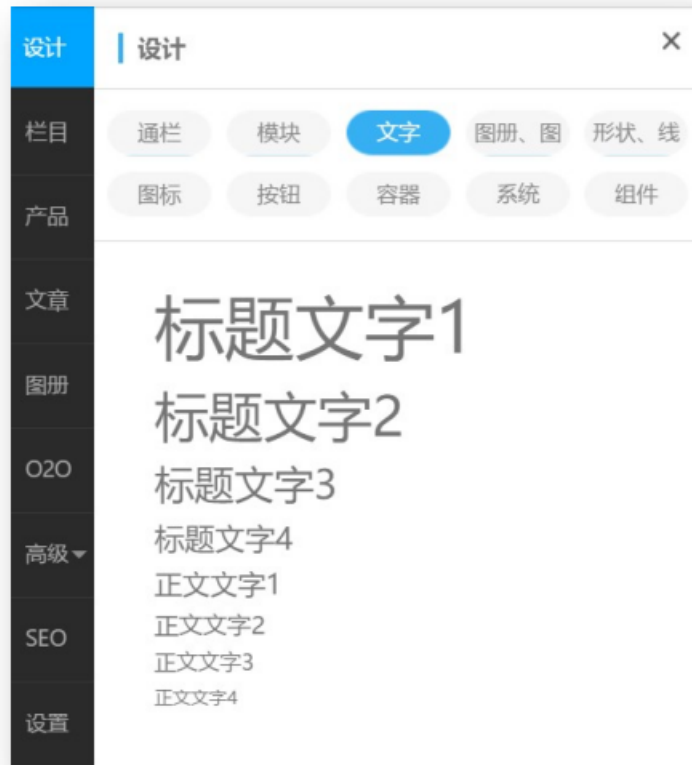 设计
栏目
产品
文章
图册
O2O
高级
SEO
设置
设计
通栏 模块 文字 图册、图 形状、线
图标 按钮 容器 系统 组件
标题文字1
标题文字2
标题文字3
标题文字4
正文文字1
正文文字2
正文文字3
正文文字4